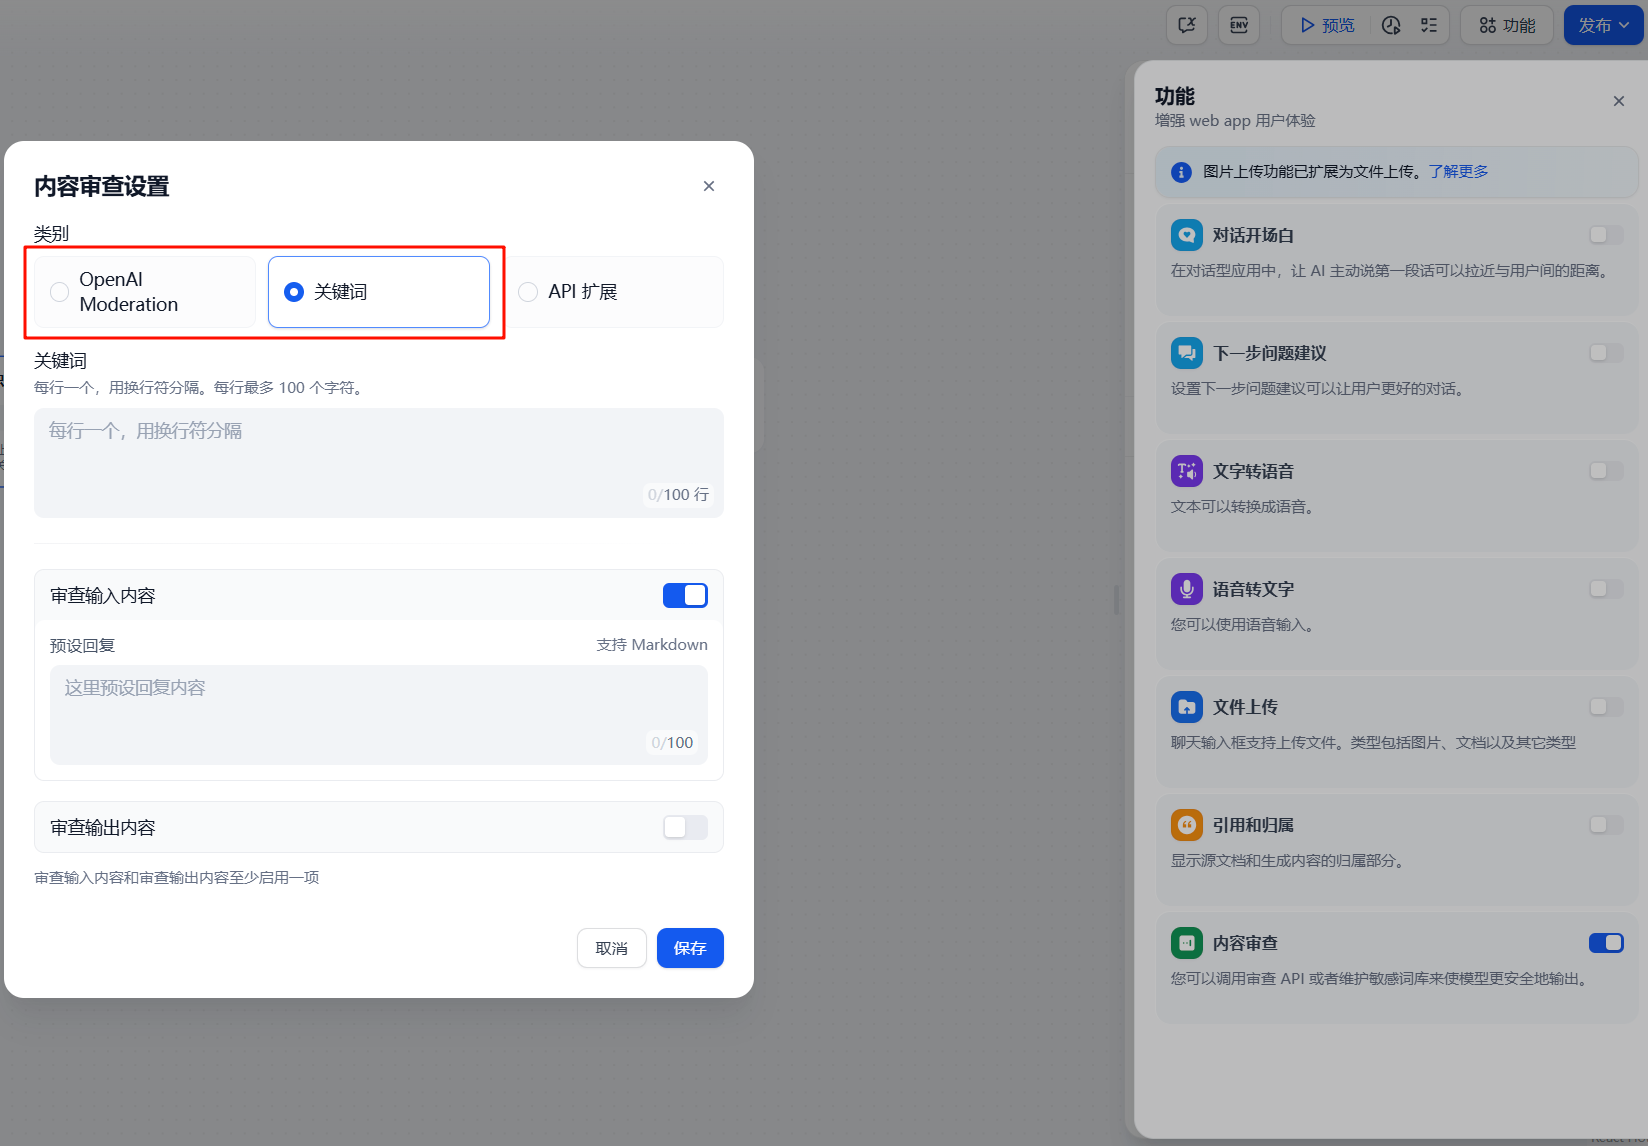 ENV
预览
功能
发布
功能
增强 web app 用户体验
图片上传功能已扩展为文件上传。了解更多
对话开场白
在对话型应用中，让 AI 主动说第一段话可以拉近与用户间的距离。
下一步问题建议
设置下一步问题建议可以让用户更好的对话。
文字转语音
文本可以转换成语音。
语音转文字
您可以使用语音输入。
文件上传
聊天输入框支持上传文件。类型包括图片、文档以及其它类型
引用和归属
显示源文档和生成内容的归属部分。
内容审查
您可以调用审查 API 或者维护敏感词库来使模型更安全地输出。
内容审查设置
类别
OpenAI
Moderation
关键词
API 扩展
关键词
每行一个，用换行符分隔。每行最多 100 个字符。
每行一个，用换行符分隔
0/100 行
审查输入内容
预设回复
支持 Markdown
这里预设回复内容
0/100
审查输出内容
审查输入内容和审查输出内容至少启用一项
取消
保存